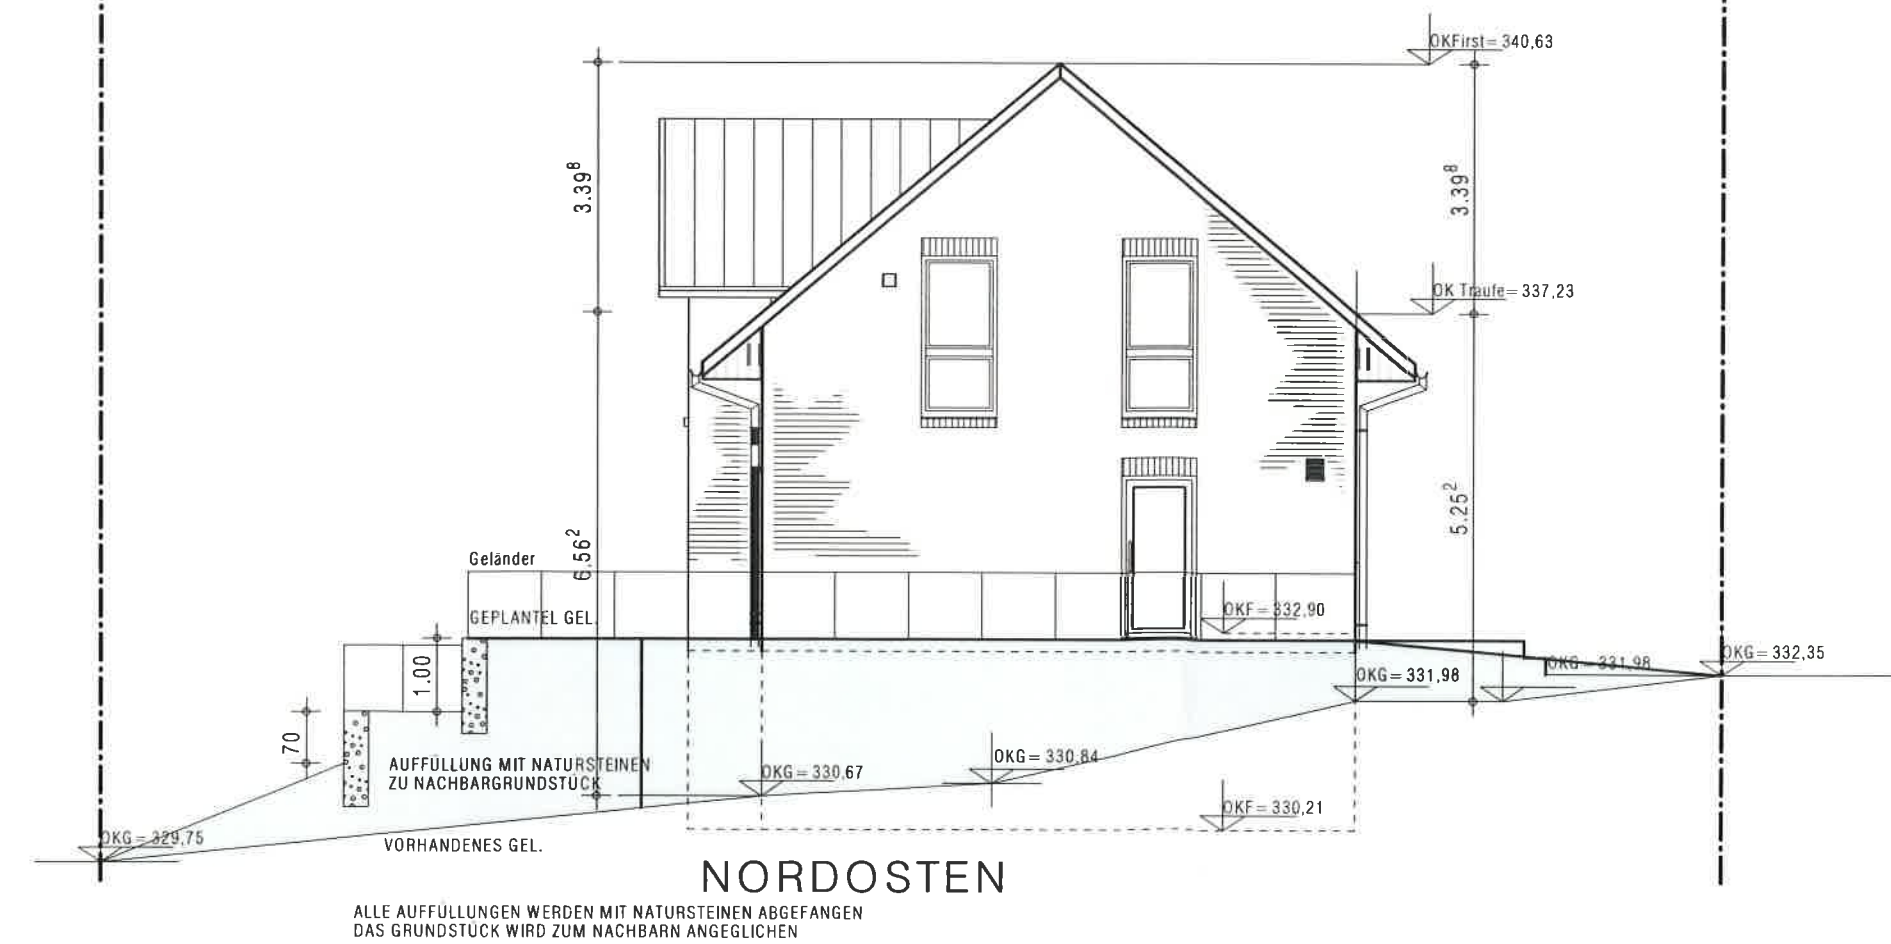 OKFirst= 340,63
3.39⁸
3.39⁸
OK Traufe= 337,23
5.25²
6.56²
Geländer
GEPLANTEL GEL.
OKF= 332,90
OKG= 332,35
OKG= 331,98
OKG= 331,98
1.00
70
AUFFÜLLUNG MIT NATURSTEINEN
ZU NACHBARGRUNDSTÜCK
OKG= 330,67
OKG= 330,84
OKF= 330,21
OKG= 329,75
VORHANDENES GEL.
NORDOSTEN
ALLE AUFFÜLLUNGEN WERDEN MIT NATURSTEINEN ABGEFANGEN
DAS GRUNDSTÜCK WIRD ZUM NACHBARN ANGEGLICHEN